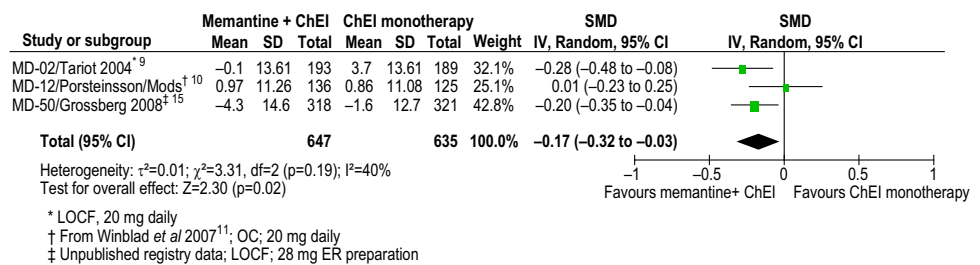 Memantine + ChEI ChEI monotherapy SMD SMD
Study or subgroup Mean SD Total Mean SD Total Weight IV, Random, 95% CI IV, Random, 95% CI
MD-02/Tariot 2004* 9 –0.1 13.61 193 3.7 13.61 189 32.1% –0.28 (–0.48 to –0.08)
MD-12/Porsteinsson/Mods† 10 0.97 11.26 136 0.86 11.08 125 25.1% 0.01 (–0.23 to 0.25)
MD-50/Grossberg 2008‡ 15 –4.3 14.6 318 –1.6 12.7 321 42.8% –0.20 (–0.35 to –0.04)
Total (95% CI) 647 635 100.0% –0.17 (–0.32 to –0.03)
Heterogeneity: τ²=0.01; χ²=3.31, df=2 (p=0.19); I²=40%
Test for overall effect: Z=2.30 (p=0.02)
–1 –0.5 0 0.5 1
Favours memantine+ ChEI Favours ChEI monotherapy
* LOCF, 20 mg daily
† From Winblad et al 2007¹¹; OC; 20 mg daily
‡ Unpublished registry data; LOCF; 28 mg ER preparation